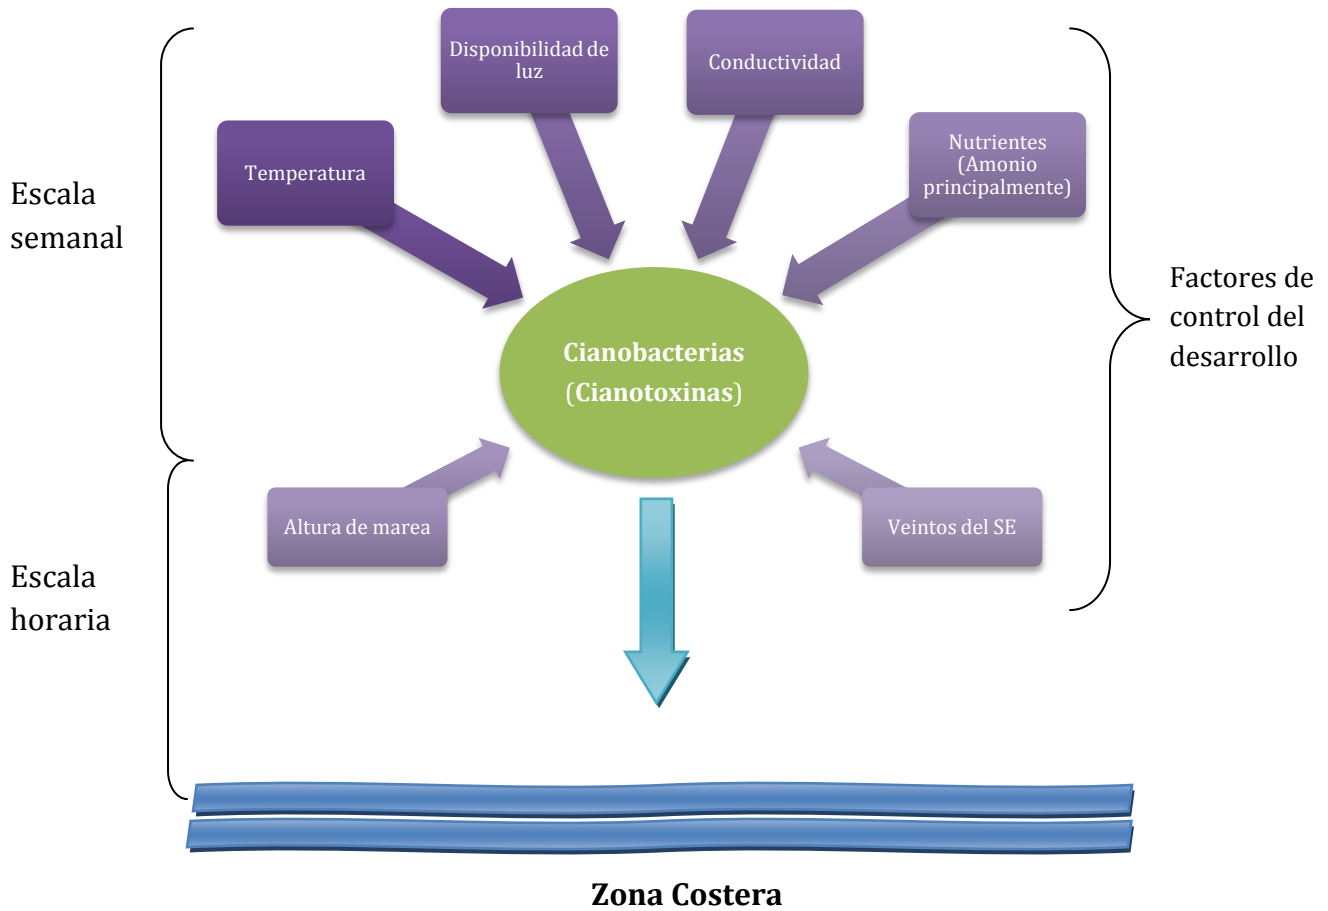 Disponibilidad de
luz
Conductividad
Temperatura
Nutrientes
(Amonio
principalmente)
Escala
semanal
Factores de
control del
desarrollo
Cianobacterias
(Cianotoxinas)
Altura de marea
Veintos del SE
Escala
horaria
Zona Costera